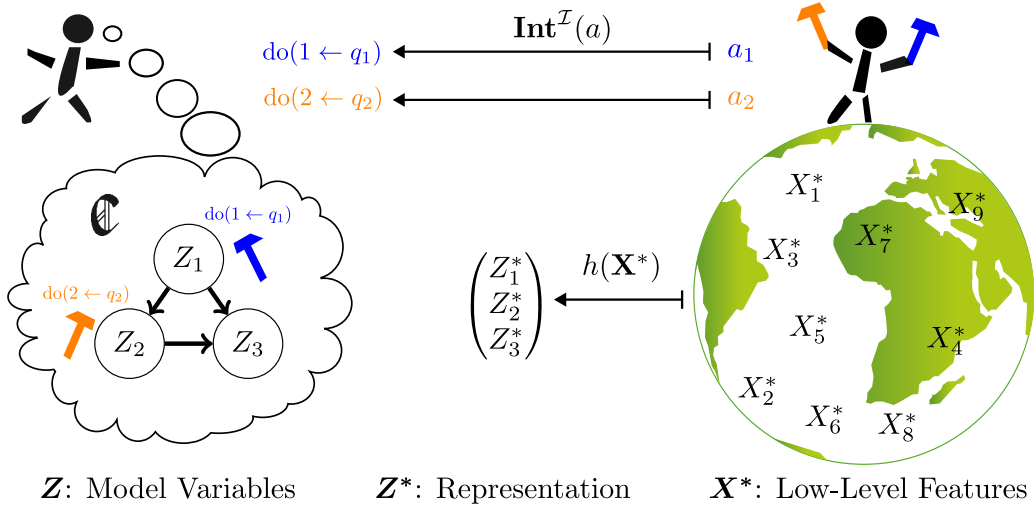 Int^ℐ(a)
do(1 ← q₁) a₁
do(2 ← q₂) a₂
ℂ
do(1 ← q₁)
Z₁
do(2 ← q₂)
Z₂ Z₃
Z₁*
Z₂*
Z₃*
h(X*)
X₁*
X₉*
X₇*
X₃*
X₅*
X₄*
X₂*
X₆*
X₈*
Z: Model Variables Z*: Representation X*: Low-Level Features